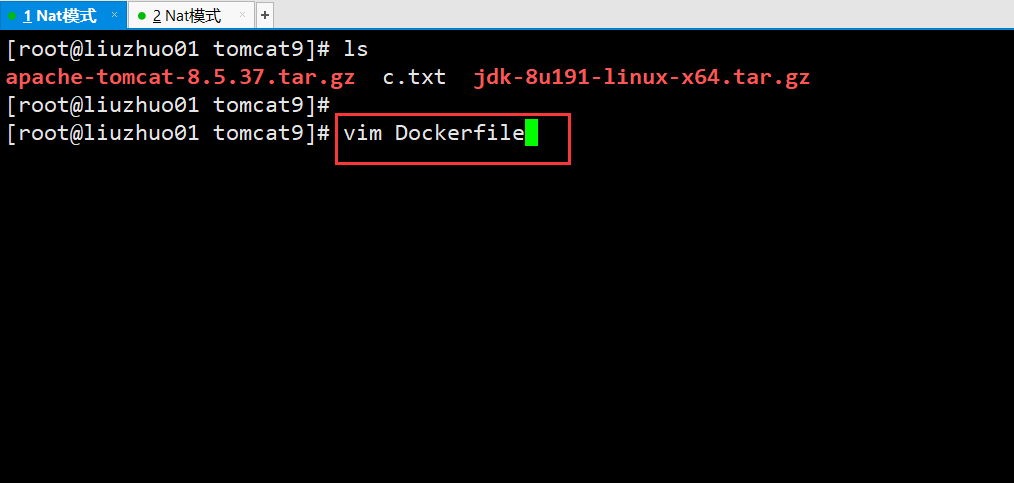 1 Nat模式 × 2 Nat模式 × +
[root@liuzhuo01 tomcat9]# ls
apache-tomcat-8.5.37.tar.gz  c.txt  jdk-8u191-linux-x64.tar.gz
[root@liuzhuo01 tomcat9]#
[root@liuzhuo01 tomcat9]# vim Dockerfile